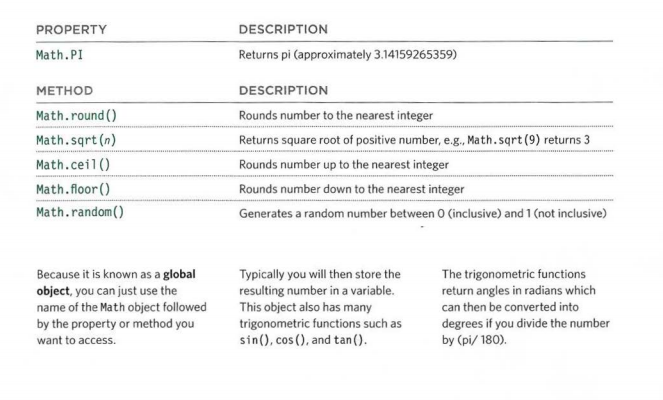 PROPERTY DESCRIPTION
Math.PI Returns pi (approximately 3.14159265359)
METHOD DESCRIPTION
Math.round() Rounds number to the nearest integer
Math.sqrt(n) Returns square root of positive number, e.g., Math.sqrt(9) returns 3
Math.ceil() Rounds number up to the nearest integer
Math.floor() Rounds number down to the nearest integer
Math.random() Generates a random number between 0 (inclusive) and 1 (not inclusive)
Because it is known as a global
object, you can just use the
name of the Math object followed
by the property or method you
want to access.
Typically you will then store the
resulting number in a variable.
This object also has many
trigonometric functions such as
sin(), cos(), and tan().
The trigonometric functions
return angles in radians which
can then be converted into
degrees if you divide the number
by (pi/ 180).